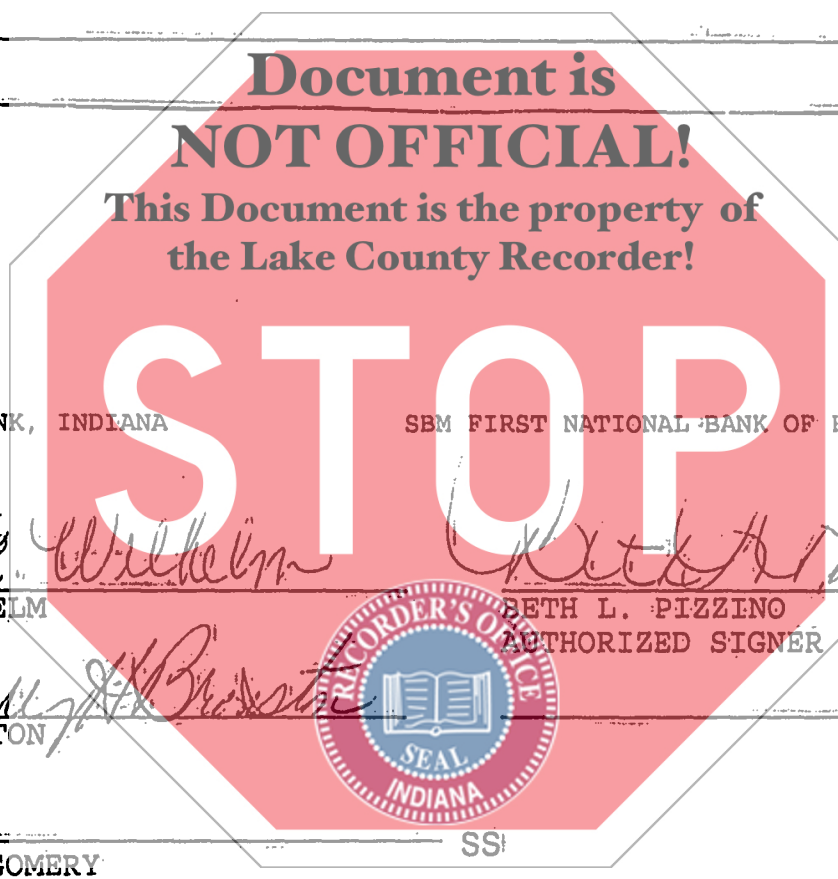 Document is
NOT OFFICIAL!
This Document is the property of
the Lake County Recorder!
STOP
NK, INDIANA SBM FIRST NATIONAL BANK OF
Wilhelm
ELM BETH L. PIZZINO
AUTHORIZED SIGNER
TON
RECORDER'S OFFICE
SEAL
INDIANA
SS
GOMERY